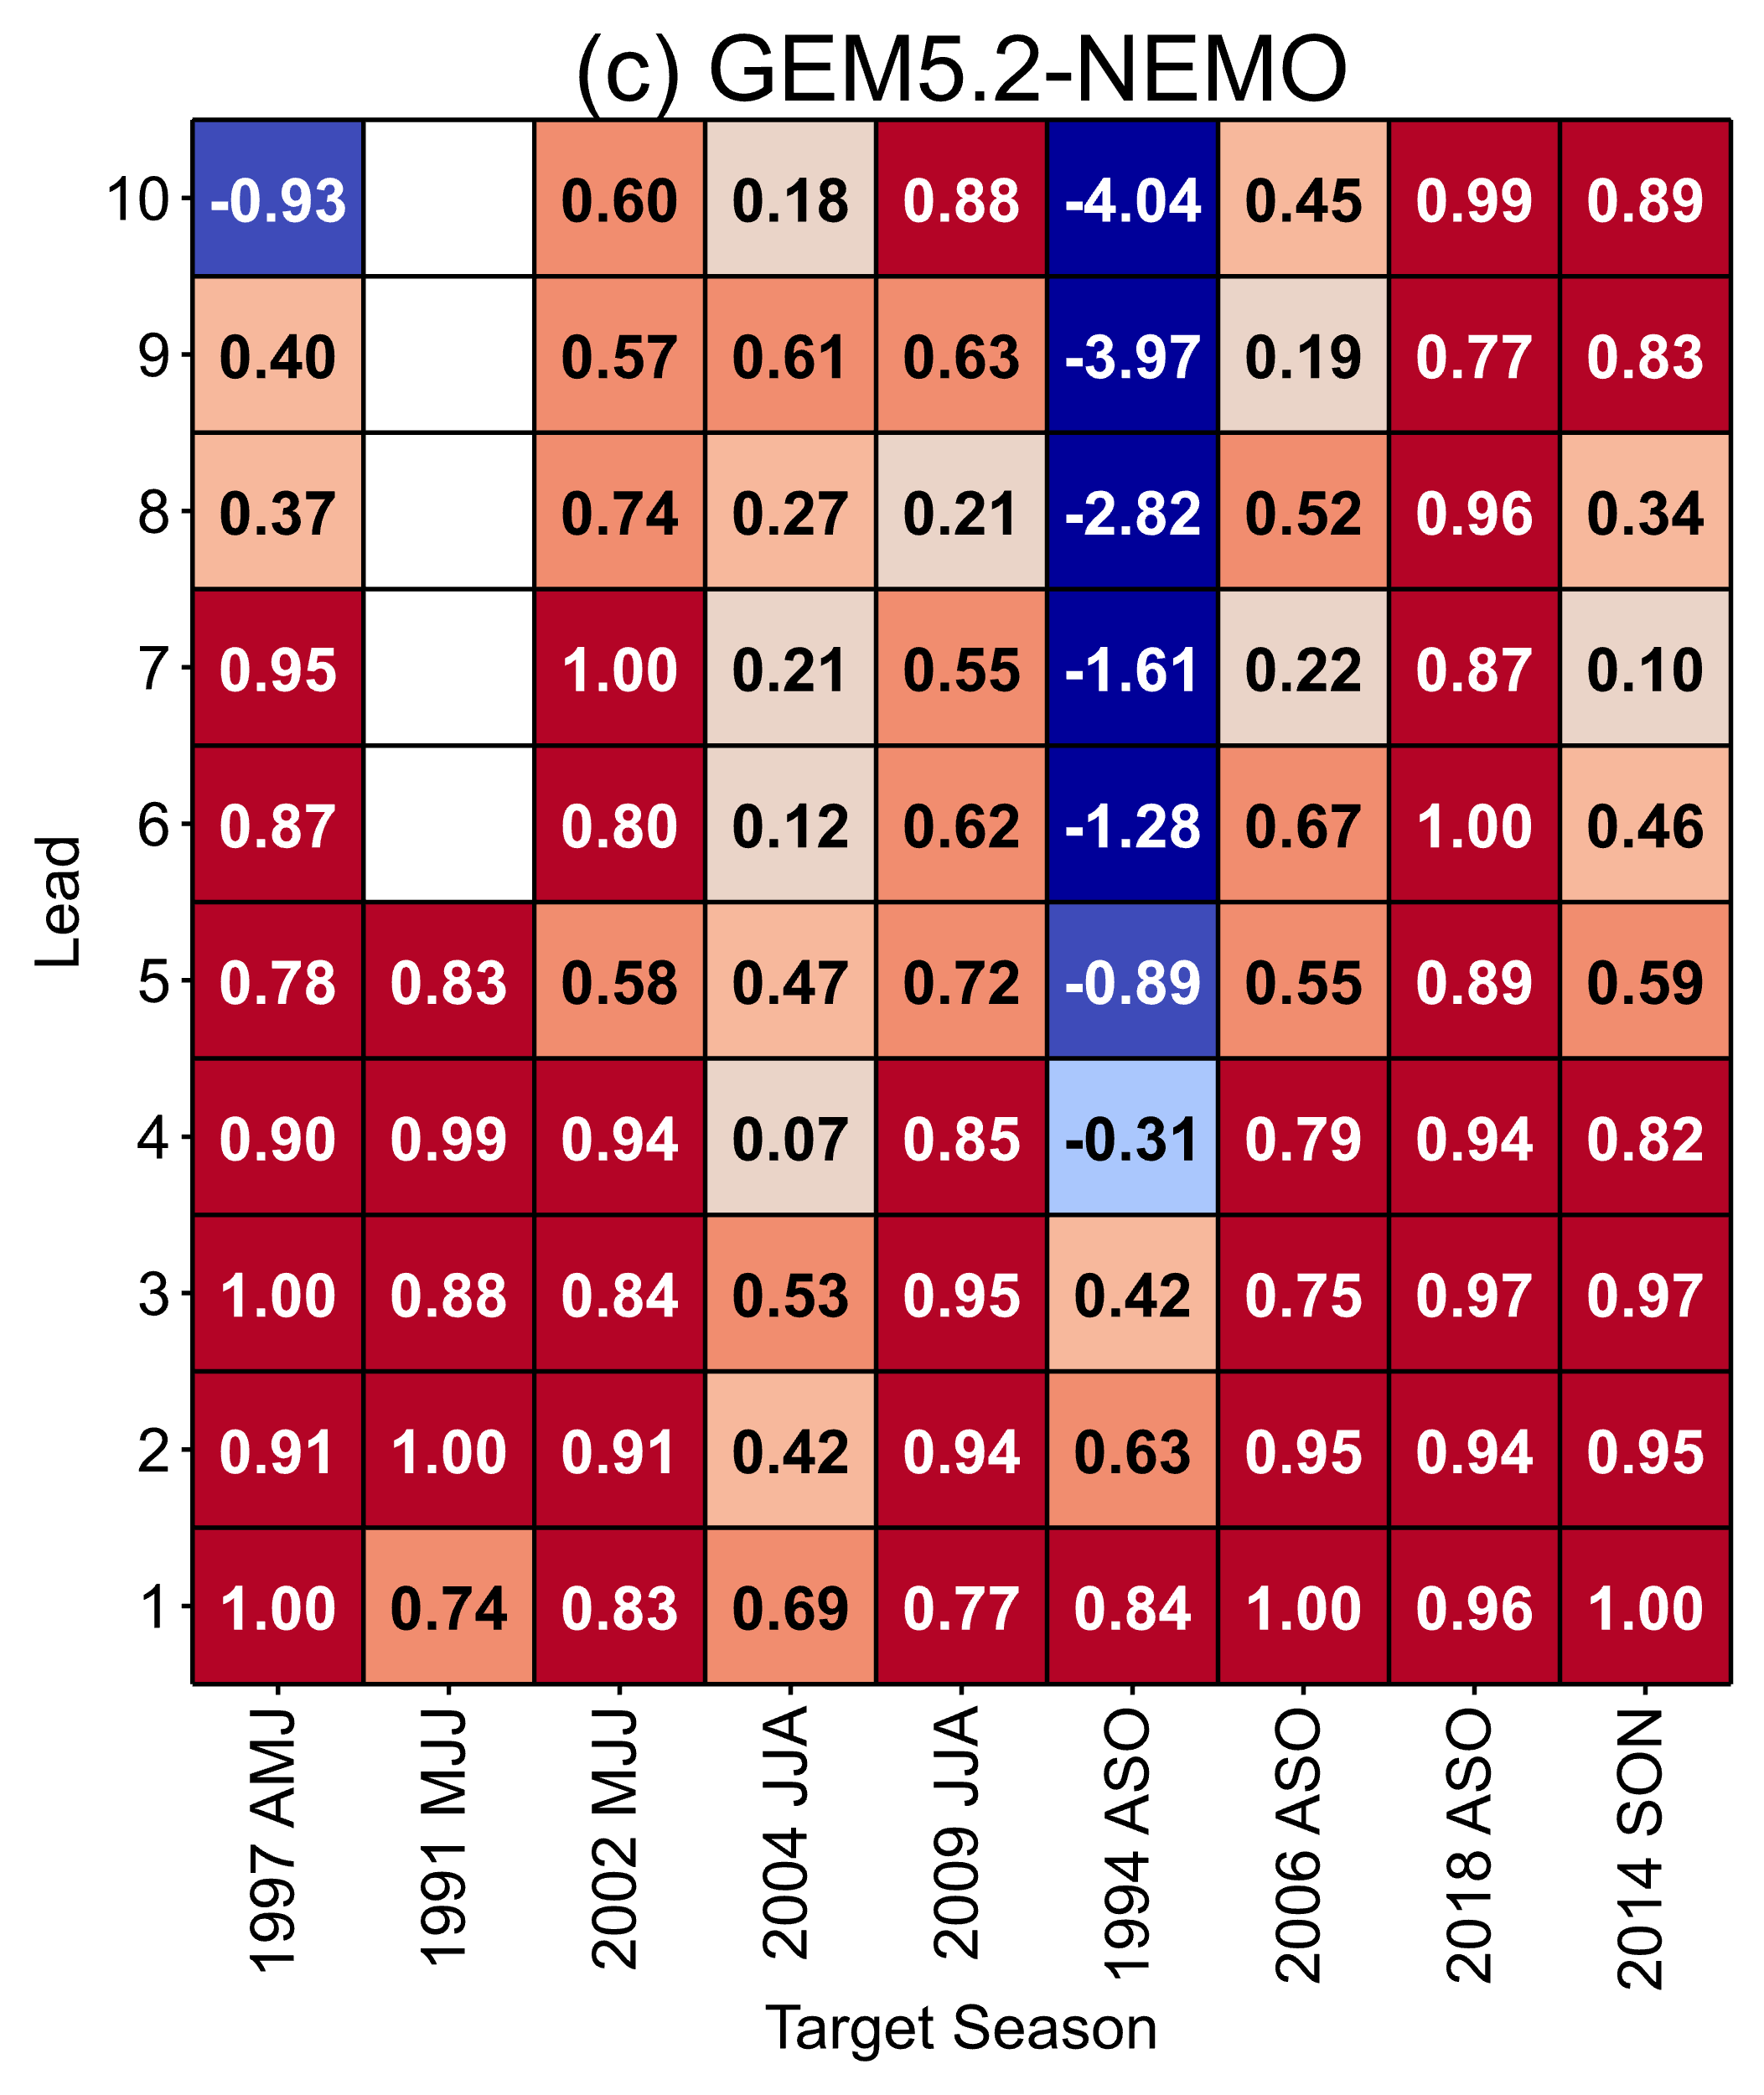 (c) GEM5.2-NEMO
10 -0.93 0.60 0.18 0.88 -4.04 0.45 0.99 0.89
9 0.40 0.57 0.61 0.63 -3.97 0.19 0.77 0.83
8 0.37 0.74 0.27 0.21 -2.82 0.52 0.96 0.34
7 0.95 1.00 0.21 0.55 -1.61 0.22 0.87 0.10
6 0.87 0.80 0.12 0.62 -1.28 0.67 1.00 0.46
5 0.78 0.83 0.58 0.47 0.72 -0.89 0.55 0.89 0.59
4 0.90 0.99 0.94 0.07 0.85 -0.31 0.79 0.94 0.82
3 1.00 0.88 0.84 0.53 0.95 0.42 0.75 0.97 0.97
2 0.91 1.00 0.91 0.42 0.94 0.63 0.95 0.94 0.95
1 1.00 0.74 0.83 0.69 0.77 0.84 1.00 0.96 1.00
Lead
1997 AMJ
1991 MJJ
2002 MJJ
2004 JJA
2009 JJA
1994 ASO
2006 ASO
2018 ASO
2014 SON
Target Season